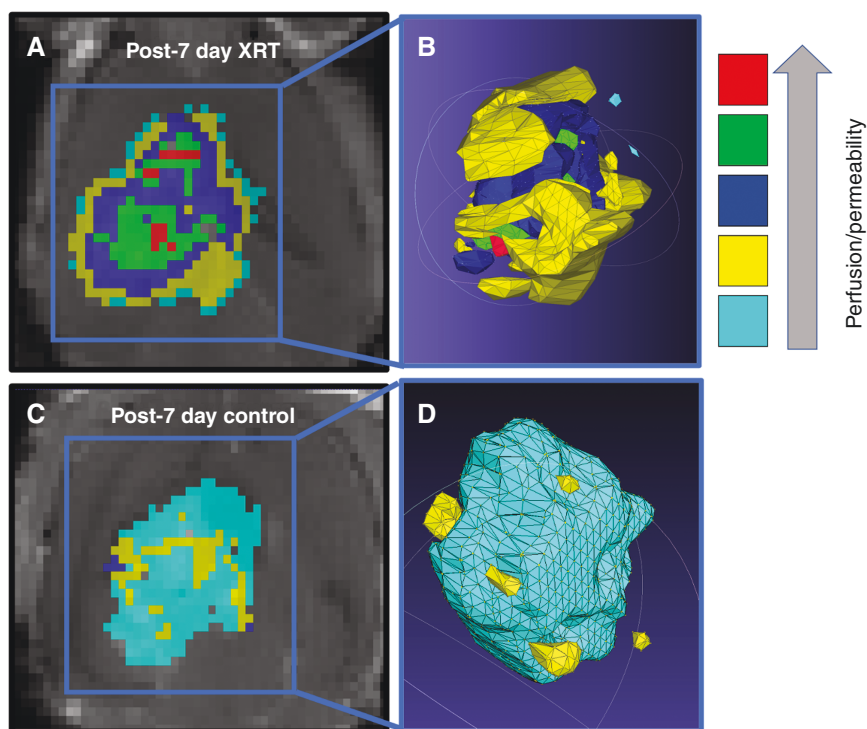 A
Post-7 day XRT
B
Perfusion/permeability
C
Post-7 day control
D